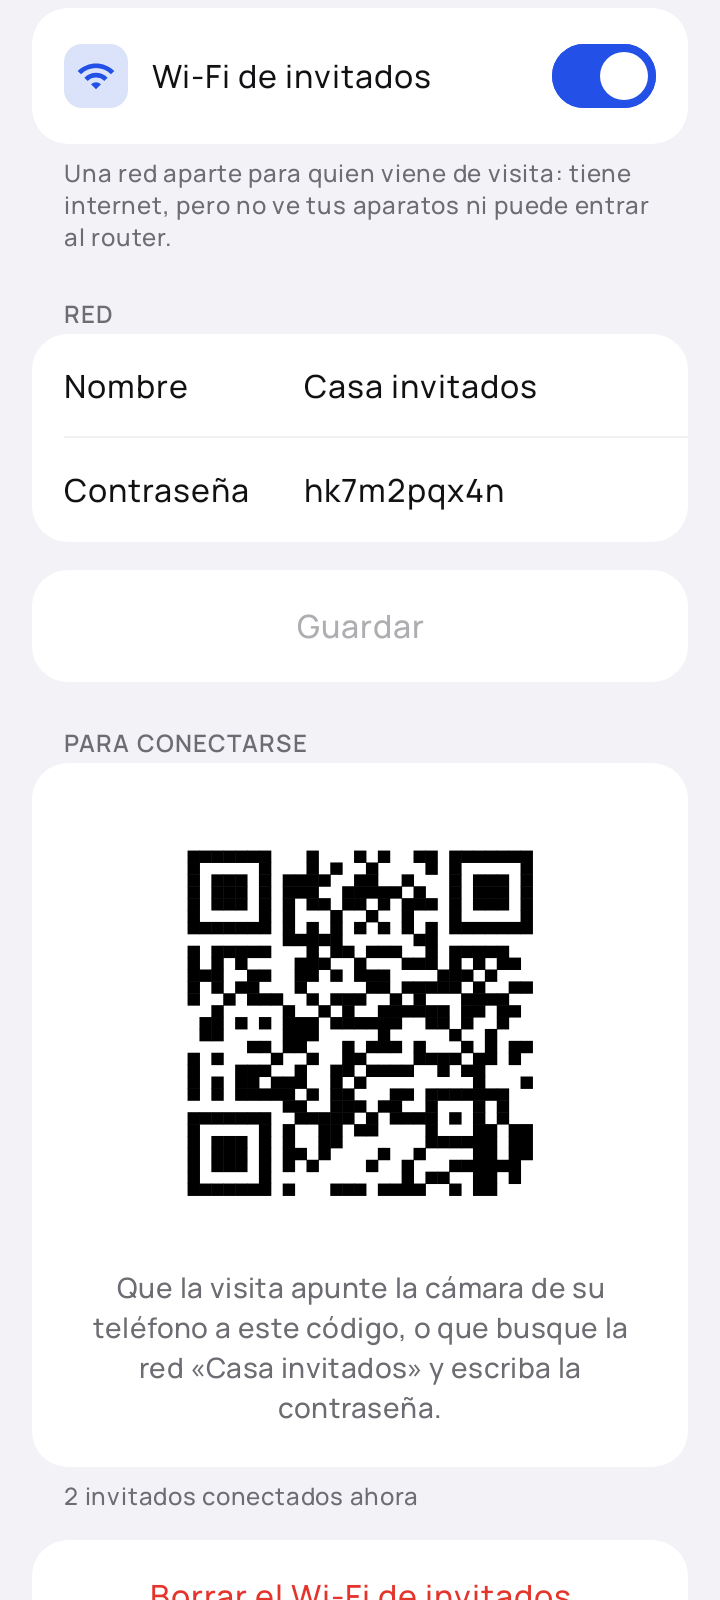 Wi-Fi de invitados
Una red aparte para quien viene de visita: tiene
internet, pero no ve tus aparatos ni puede entrar
al router.
RED
Nombre Casa invitados
Contraseña hk7m2pqx4n
Guardar
PARA CONECTARSE
Que la visita apunte la cámara de su
teléfono a este código, o que busque la
red «Casa invitados» y escriba la
contraseña.
2 invitados conectados ahora
Borrar el Wi-Fi de invitados